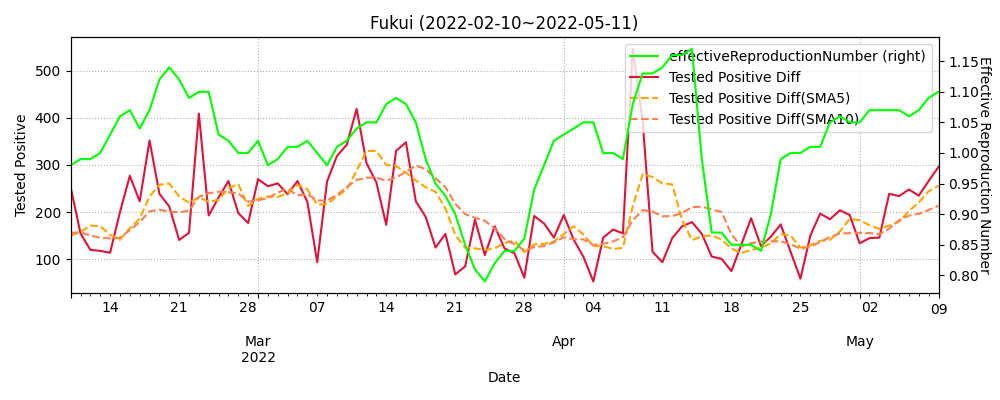 Fukui (2022-02-10~2022-05-11)
effectiveReproductionNumber (right)
Tested Positive Diff
Tested Positive Diff(SMA5)
Tested Positive Diff(SMA10)
Tested Positive
500
400
300
200
100
1.15
1.10
1.05
1.00
0.95
0.90
0.85
0.80
Effective Reproduction Number
14 21 28 07 14 21 28 04 11 18 25 02 09
Mar Apr May
2022
Date